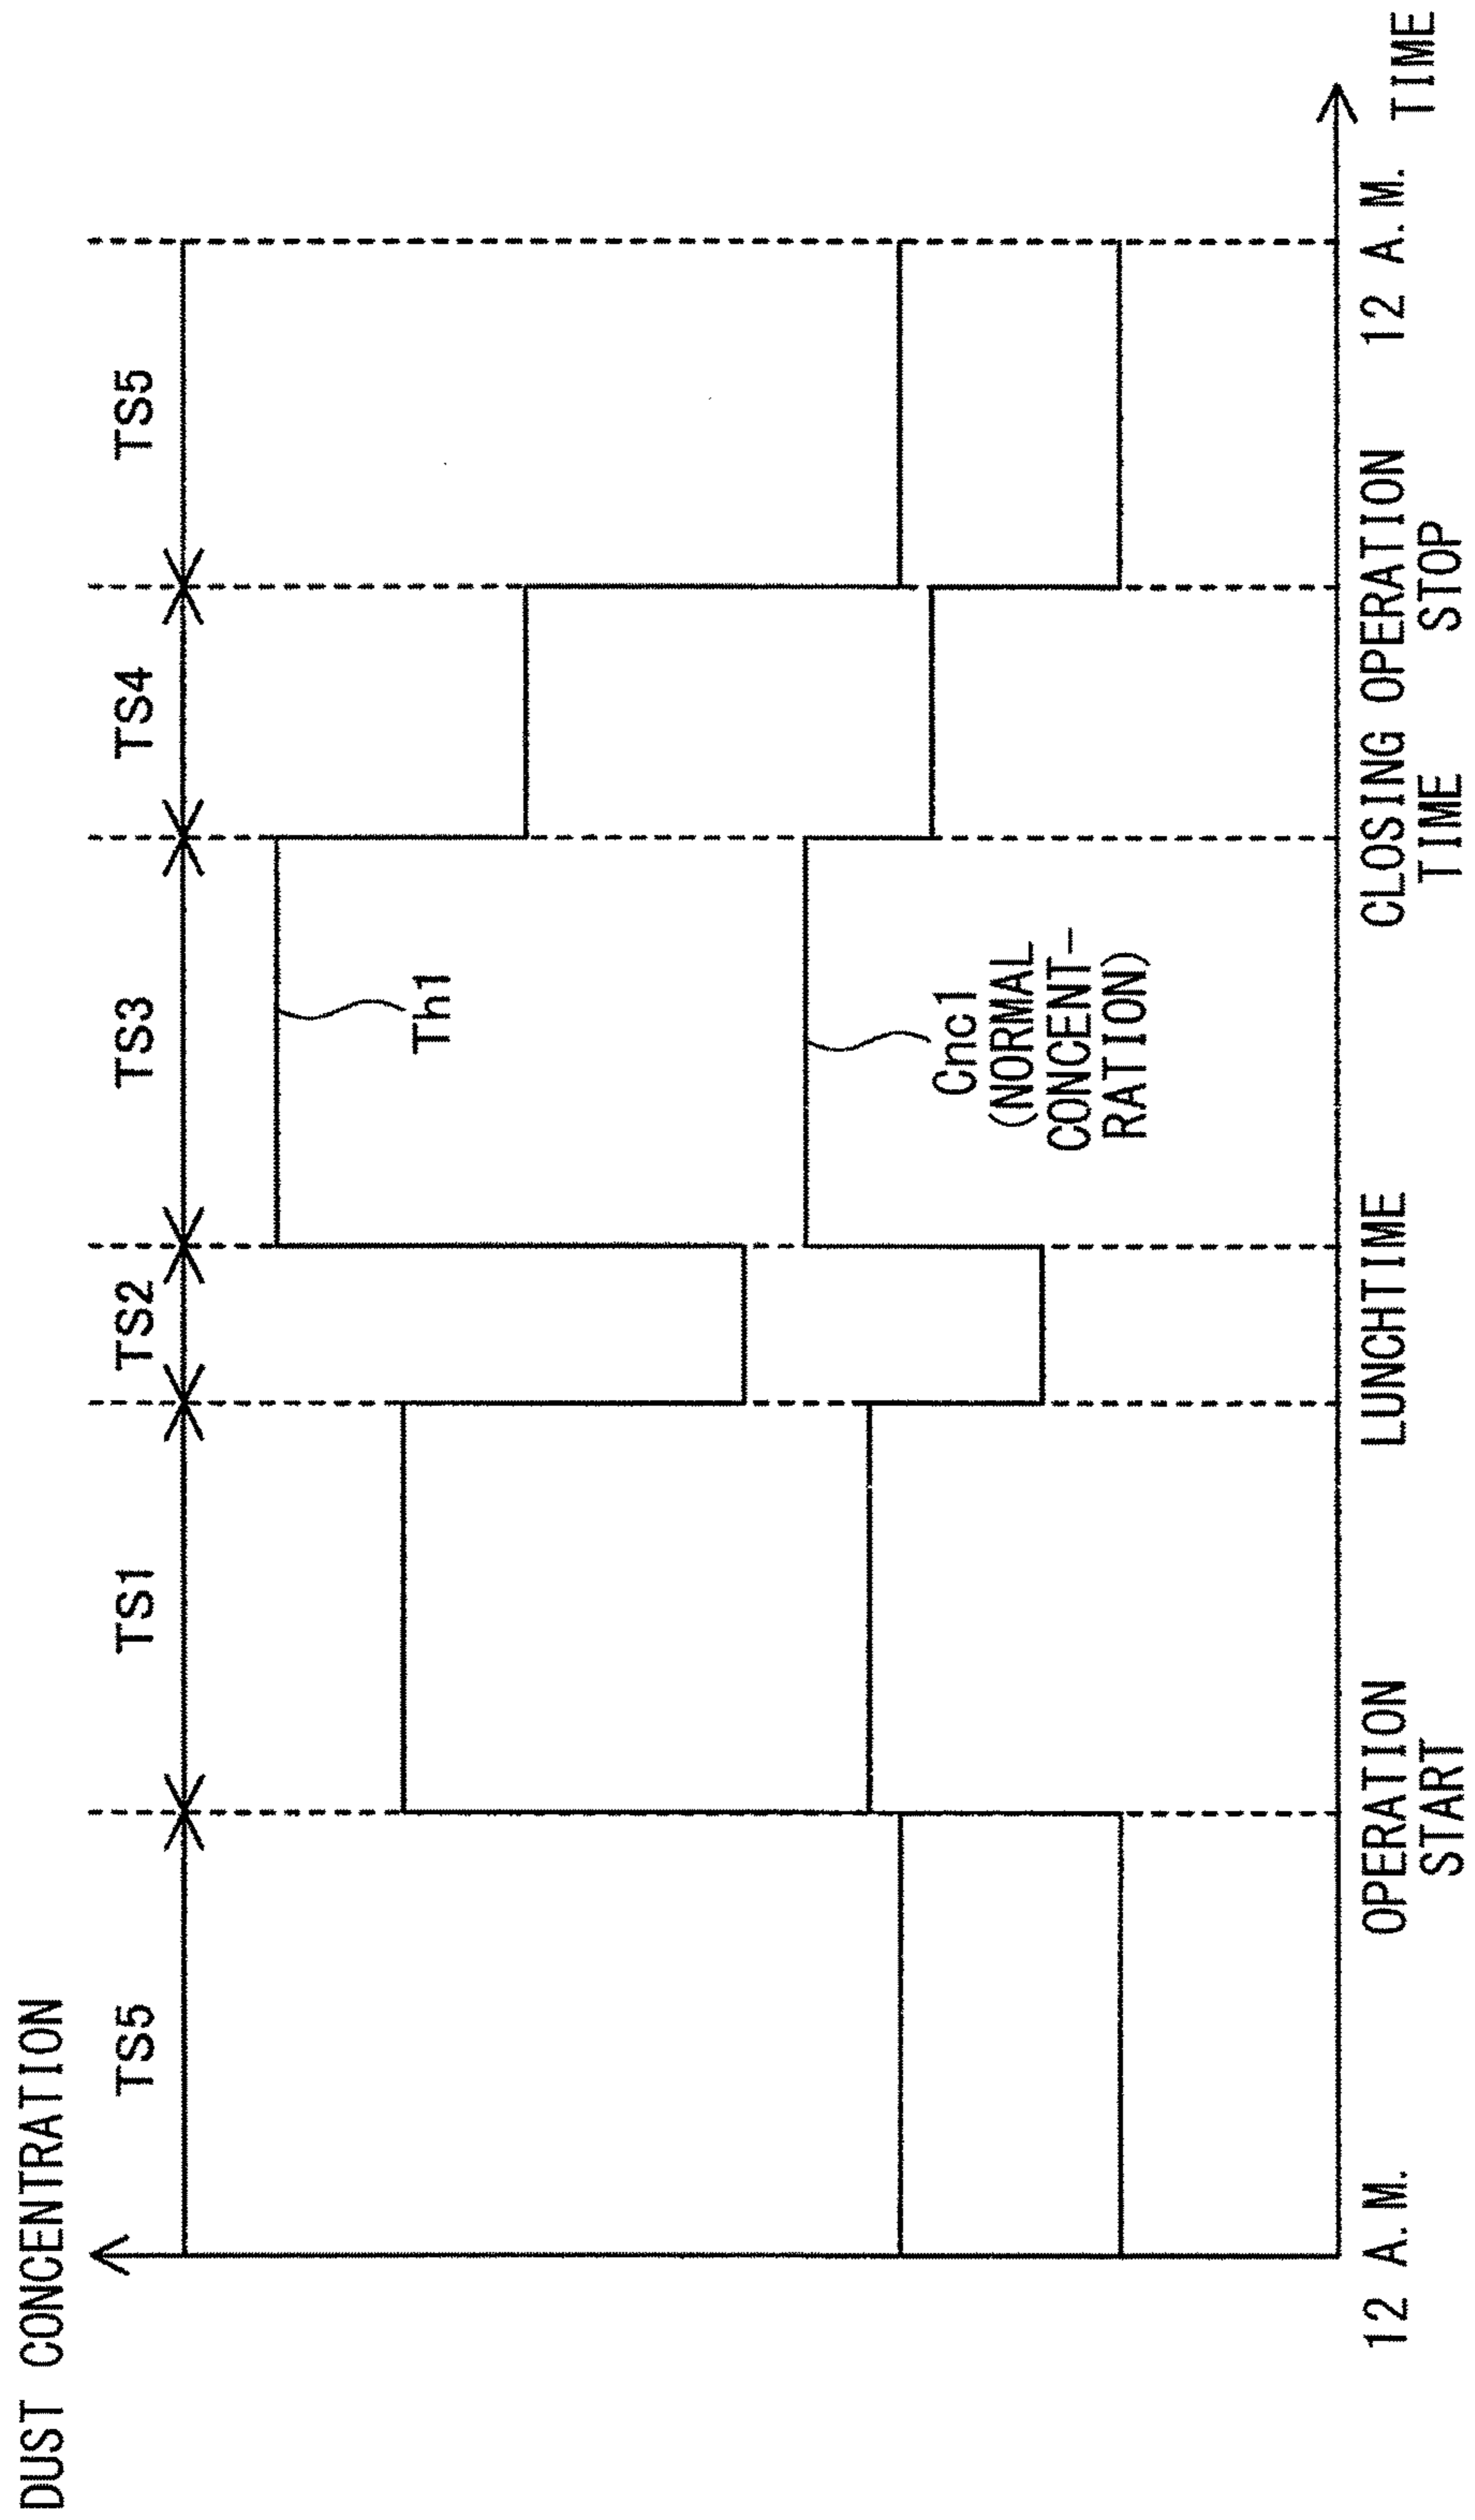 DUST CONCENTRATION
TS5
TS1
TS2
TS3
TS4
TS5
Th1
Cnc1
(NORMAL
CONCENT-
RATION)
12 A.M.
OPERATION
START
LUNCHTIME
CLOSING
TIME
OPERATION
STOP
12 A.M.
TIME